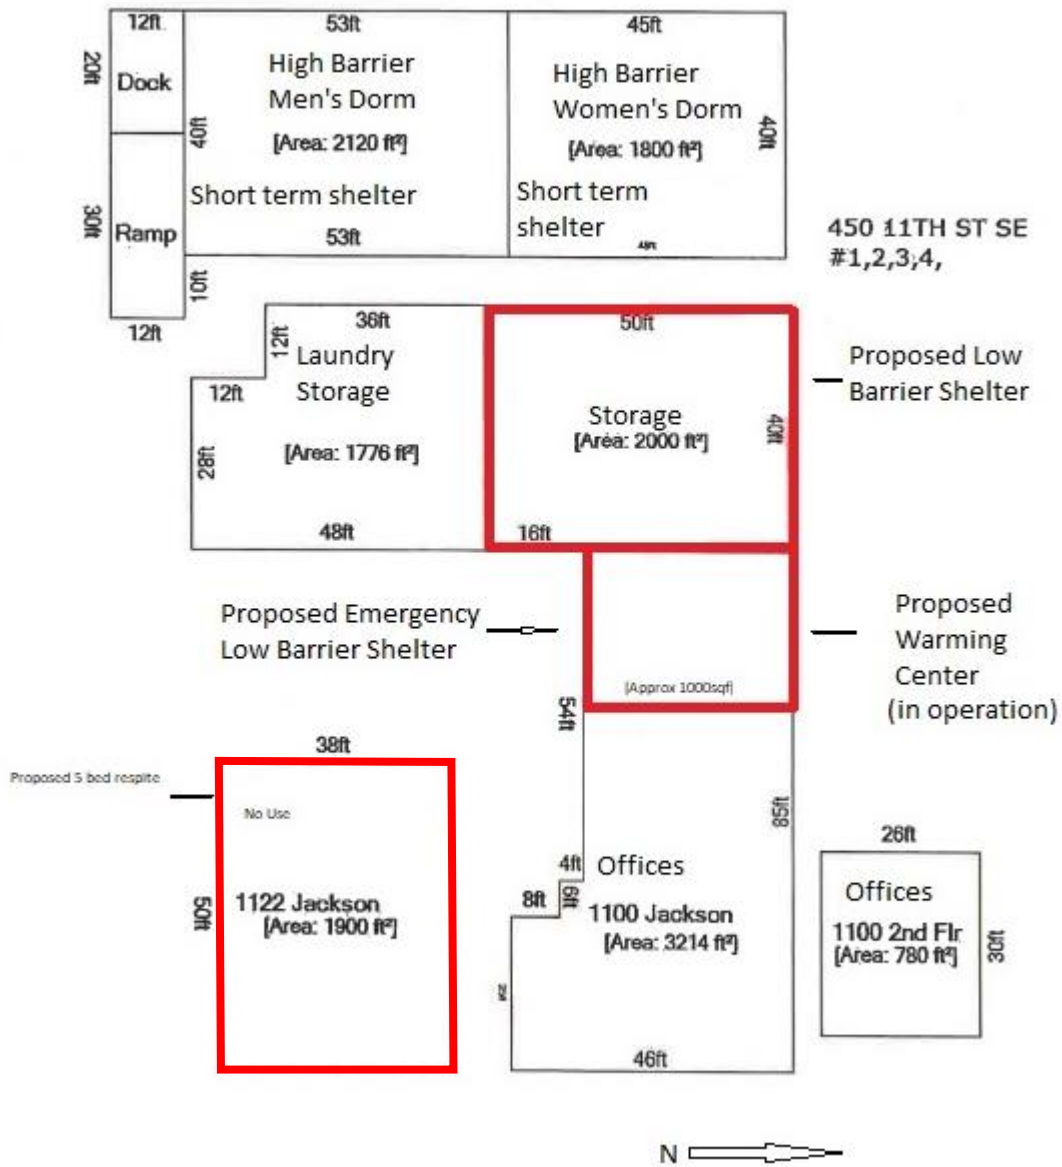 12ft
53ft
45ft
20ft
Dock
High Barrier
Men's Dorm
[Area: 2120 ft²]
High Barrier
Women's Dorm
[Area: 1800 ft²]
40ft
40ft
Short term shelter
Short term
shelter
30ft
Ramp
53ft
10ft
12ft
450 11TH ST SE
#1,2,3,4,
36ft
50ft
12ft
Laundry
Storage
12ft
Proposed Low
Barrier Shelter
Storage
[Area: 2000 ft²]
40ft
[Area: 1776 ft²]
28ft
48ft
16ft
Proposed Emergency
Low Barrier Shelter
Proposed
Warming
Center
(in operation)
[Approx 1000sqf]
54ft
38ft
Proposed 5 bed respite
No Use
85ft
26ft
4ft
Offices
6ft
8ft
50ft
1122 Jackson
[Area: 1900 ft²]
1100 Jackson
[Area: 3214 ft²]
Offices
1100 2nd Flr
[Area: 780 ft²]
30ft
46ft
N